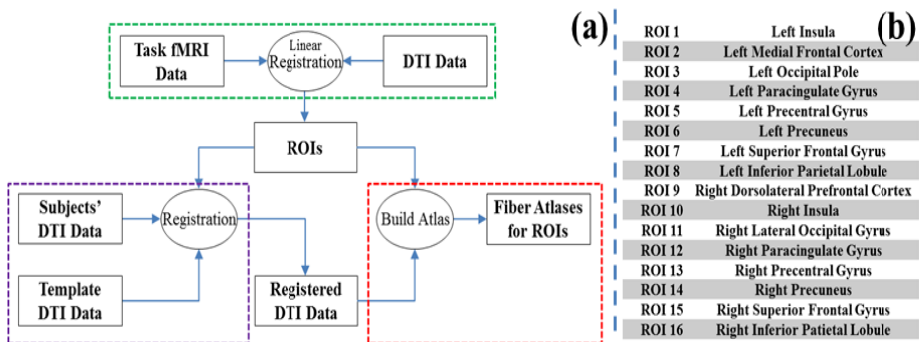 (a)
Task fMRI
Data
Linear
Registration
DTI Data
ROIs
Subjects'
DTI Data
Registration
Template
DTI Data
Registered
DTI Data
Build Atlas
Fiber Atlases
for ROIs
(b)
ROI 1 Left Insula
ROI 2 Left Medial Frontal Cortex
ROI 3 Left Occipital Pole
ROI 4 Left Paracingulate Gyrus
ROI 5 Left Precentral Gyrus
ROI 6 Left Precuneus
ROI 7 Left Superior Frontal Gyrus
ROI 8 Left Inferior Parietal Lobule
ROI 9 Right Dorsolateral Prefrontal Cortex
ROI 10 Right Insula
ROI 11 Right Lateral Occipital Gyrus
ROI 12 Right Paracingulate Gyrus
ROI 13 Right Precentral Gyrus
ROI 14 Right Precuneus
ROI 15 Right Superior Frontal Gyrus
ROI 16 Right Inferior Patietal Lobule